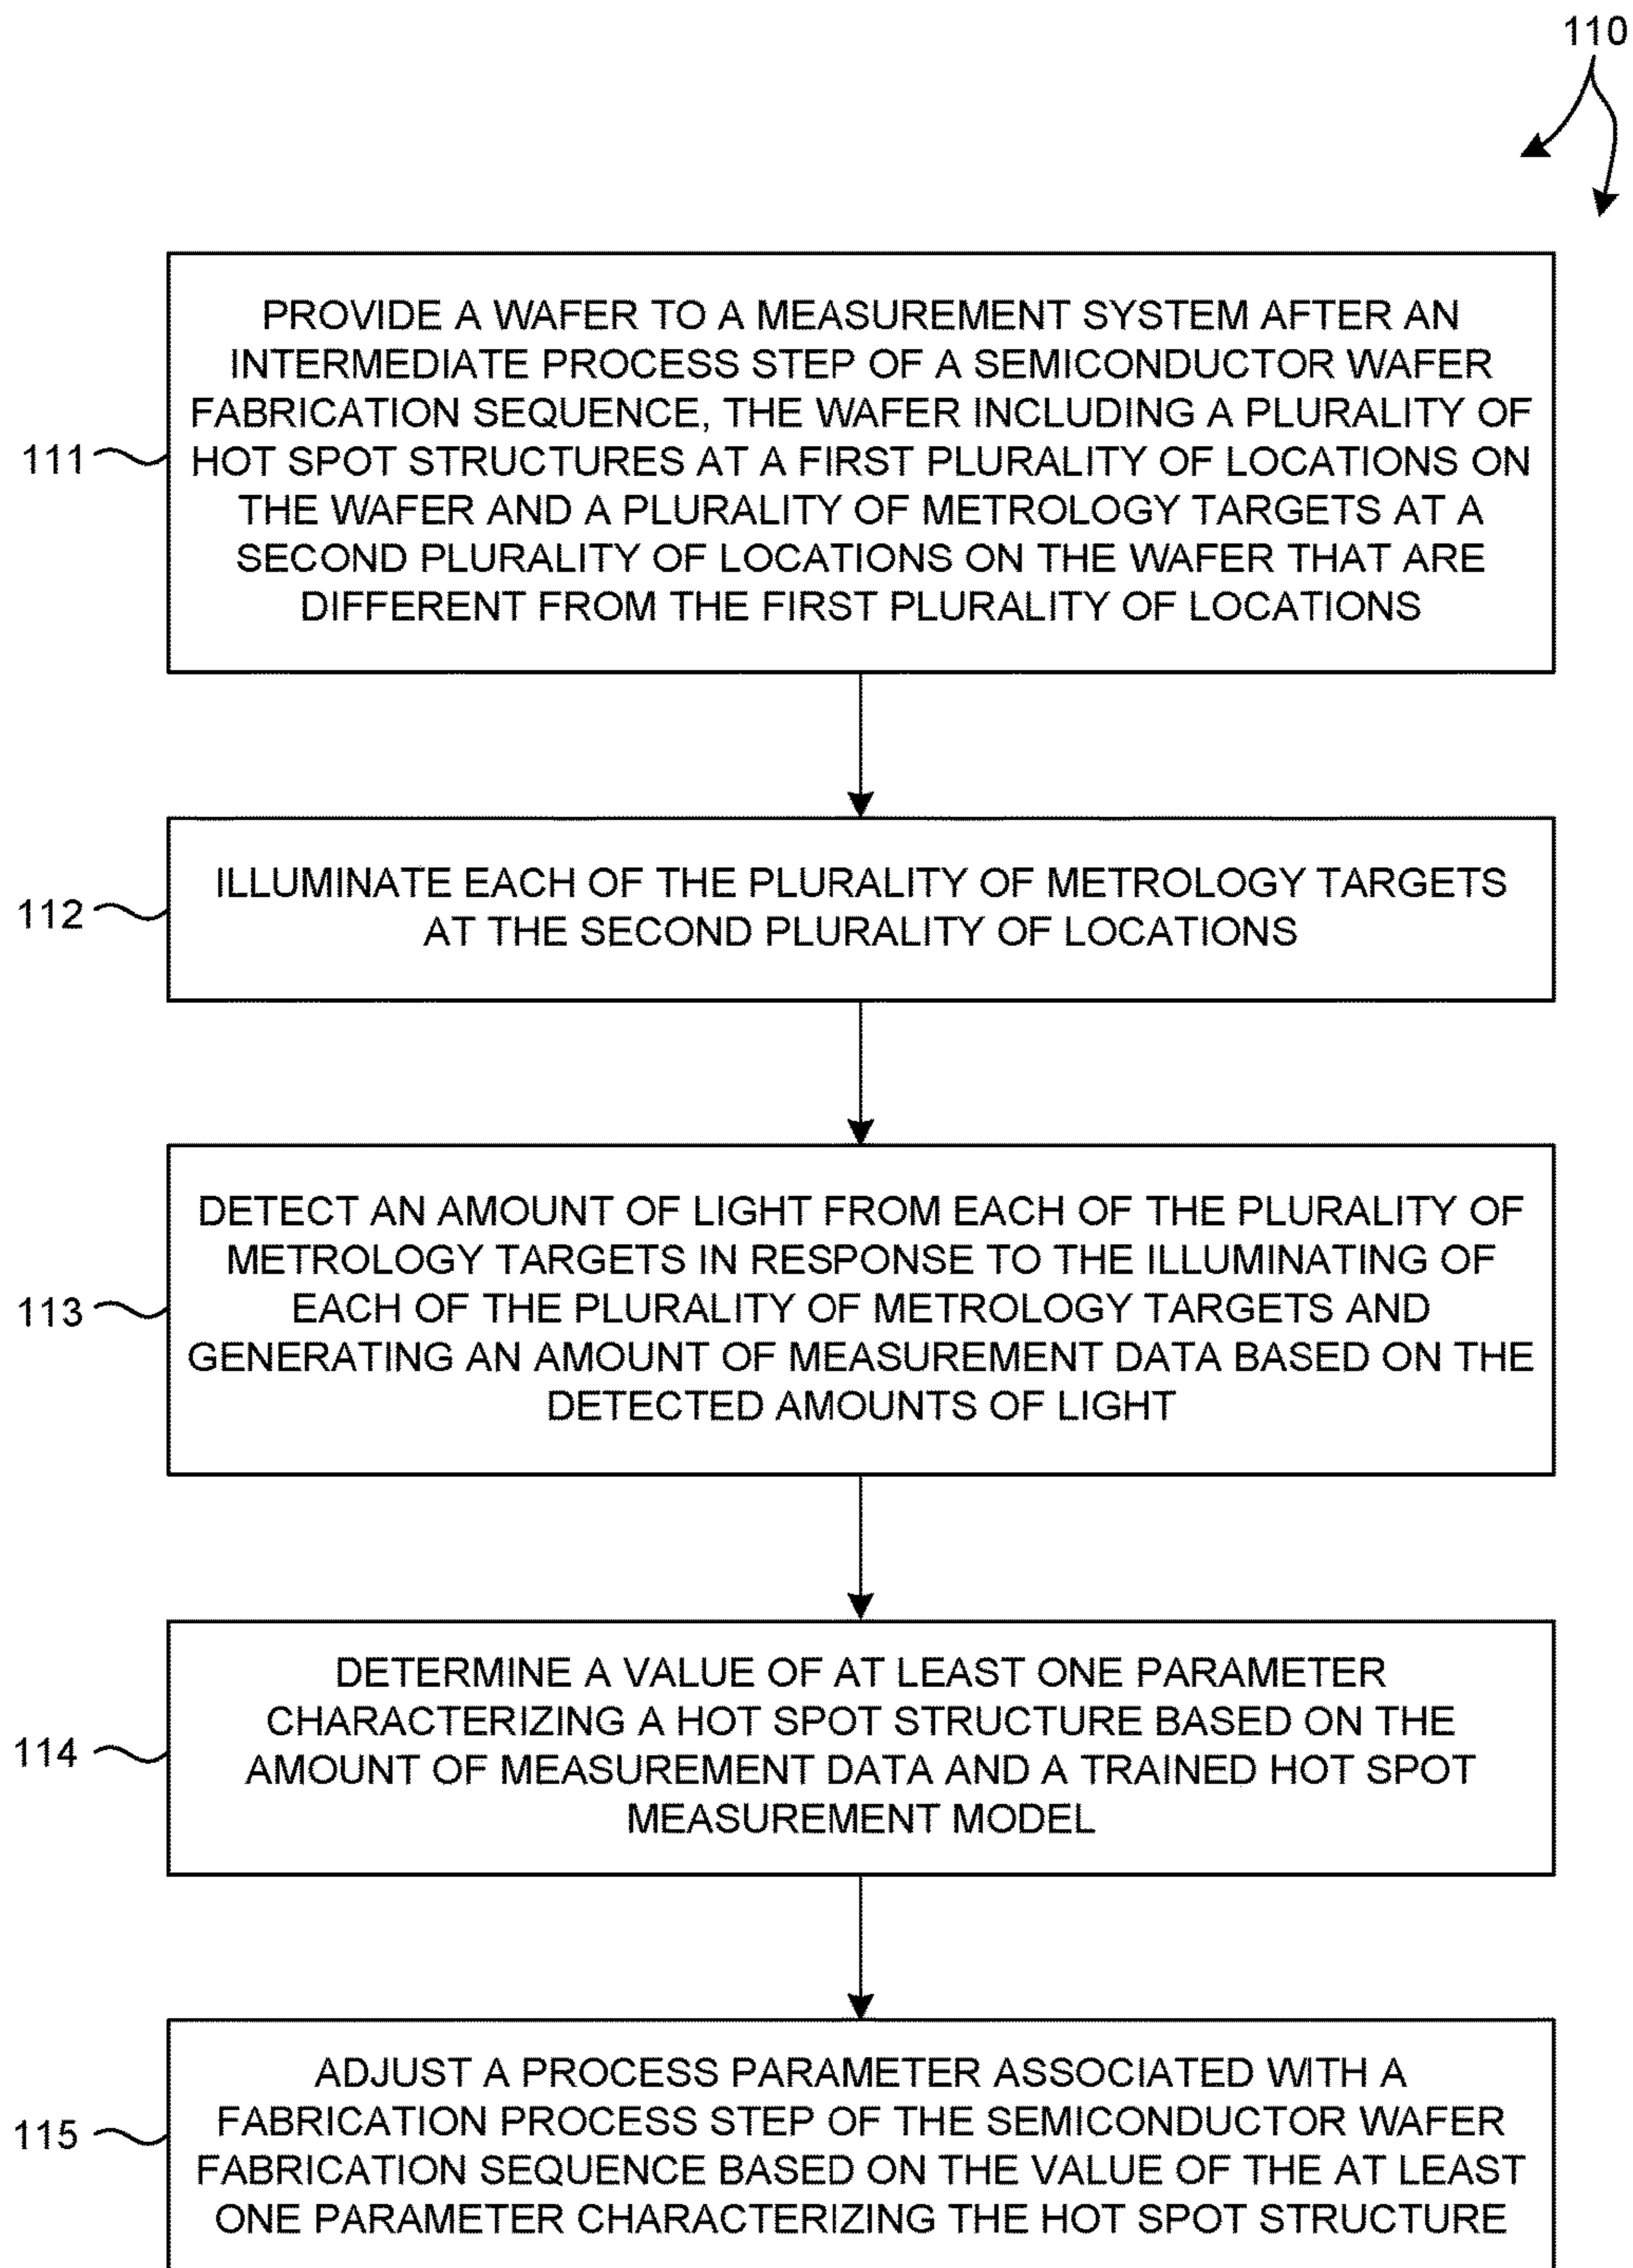 110
PROVIDE A WAFER TO A MEASUREMENT SYSTEM AFTER AN
INTERMEDIATE PROCESS STEP OF A SEMICONDUCTOR WAFER
FABRICATION SEQUENCE, THE WAFER INCLUDING A PLURALITY OF
HOT SPOT STRUCTURES AT A FIRST PLURALITY OF LOCATIONS ON
THE WAFER AND A PLURALITY OF METROLOGY TARGETS AT A
SECOND PLURALITY OF LOCATIONS ON THE WAFER THAT ARE
DIFFERENT FROM THE FIRST PLURALITY OF LOCATIONS
111
ILLUMINATE EACH OF THE PLURALITY OF METROLOGY TARGETS
AT THE SECOND PLURALITY OF LOCATIONS
112
DETECT AN AMOUNT OF LIGHT FROM EACH OF THE PLURALITY OF
METROLOGY TARGETS IN RESPONSE TO THE ILLUMINATING OF
EACH OF THE PLURALITY OF METROLOGY TARGETS AND
GENERATING AN AMOUNT OF MEASUREMENT DATA BASED ON THE
DETECTED AMOUNTS OF LIGHT
113
DETERMINE A VALUE OF AT LEAST ONE PARAMETER
CHARACTERIZING A HOT SPOT STRUCTURE BASED ON THE
AMOUNT OF MEASUREMENT DATA AND A TRAINED HOT SPOT
MEASUREMENT MODEL
114
ADJUST A PROCESS PARAMETER ASSOCIATED WITH A
FABRICATION PROCESS STEP OF THE SEMICONDUCTOR WAFER
FABRICATION SEQUENCE BASED ON THE VALUE OF THE AT LEAST
ONE PARAMETER CHARACTERIZING THE HOT SPOT STRUCTURE
115